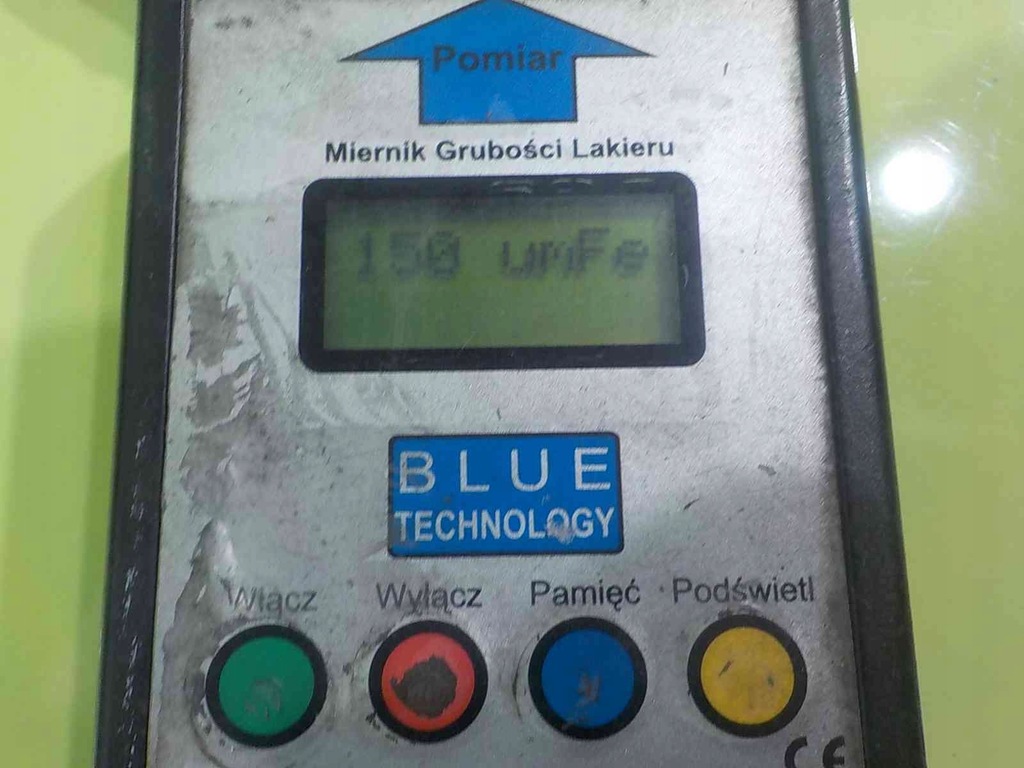 Pomiar
Miernik Grubości Lakieru
150 umFe
BLUE
TECHNOLOGY
Włącz Wyłącz Pamięć Podświetl
CE